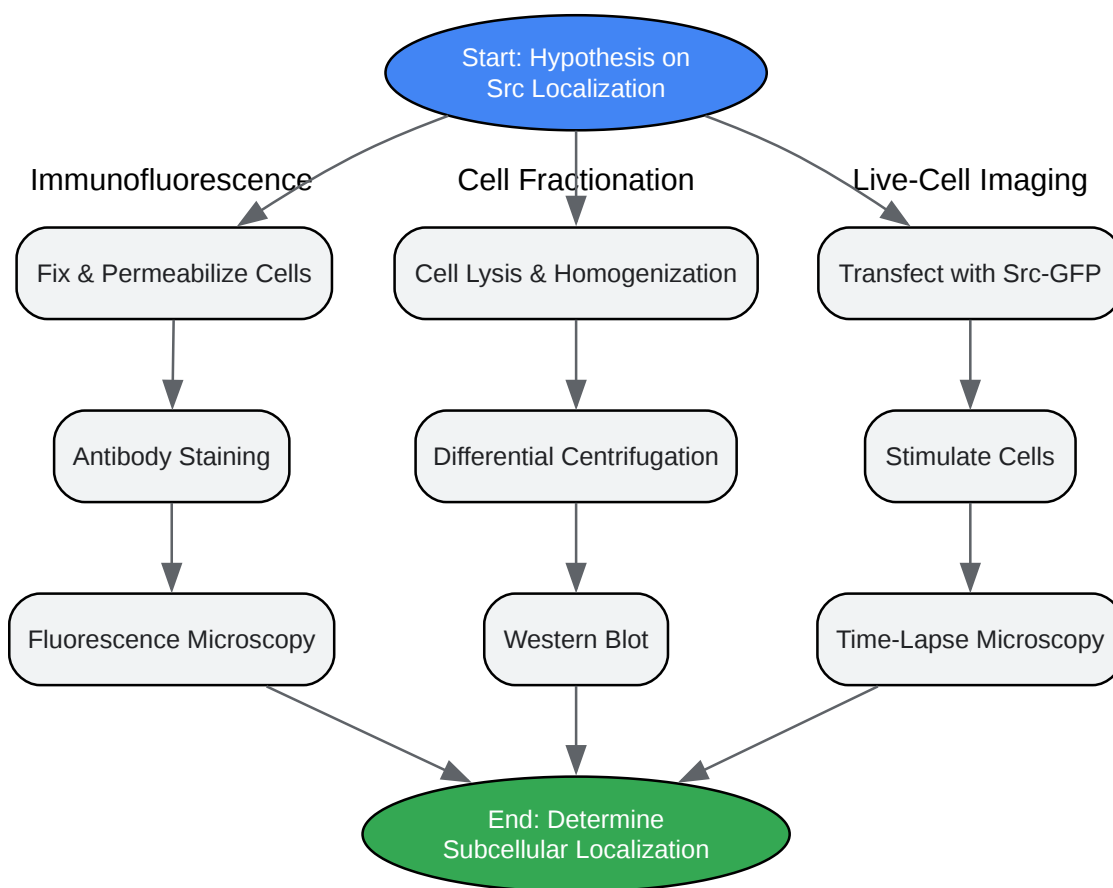 Start: Hypothesis on
Src Localization
Immunofluorescence
Cell Fractionation
Live-Cell Imaging
Fix & Permeabilize Cells
Cell Lysis & Homogenization
Transfect with Src-GFP
Antibody Staining
Differential Centrifugation
Stimulate Cells
Fluorescence Microscopy
Western Blot
Time-Lapse Microscopy
End: Determine
Subcellular Localization